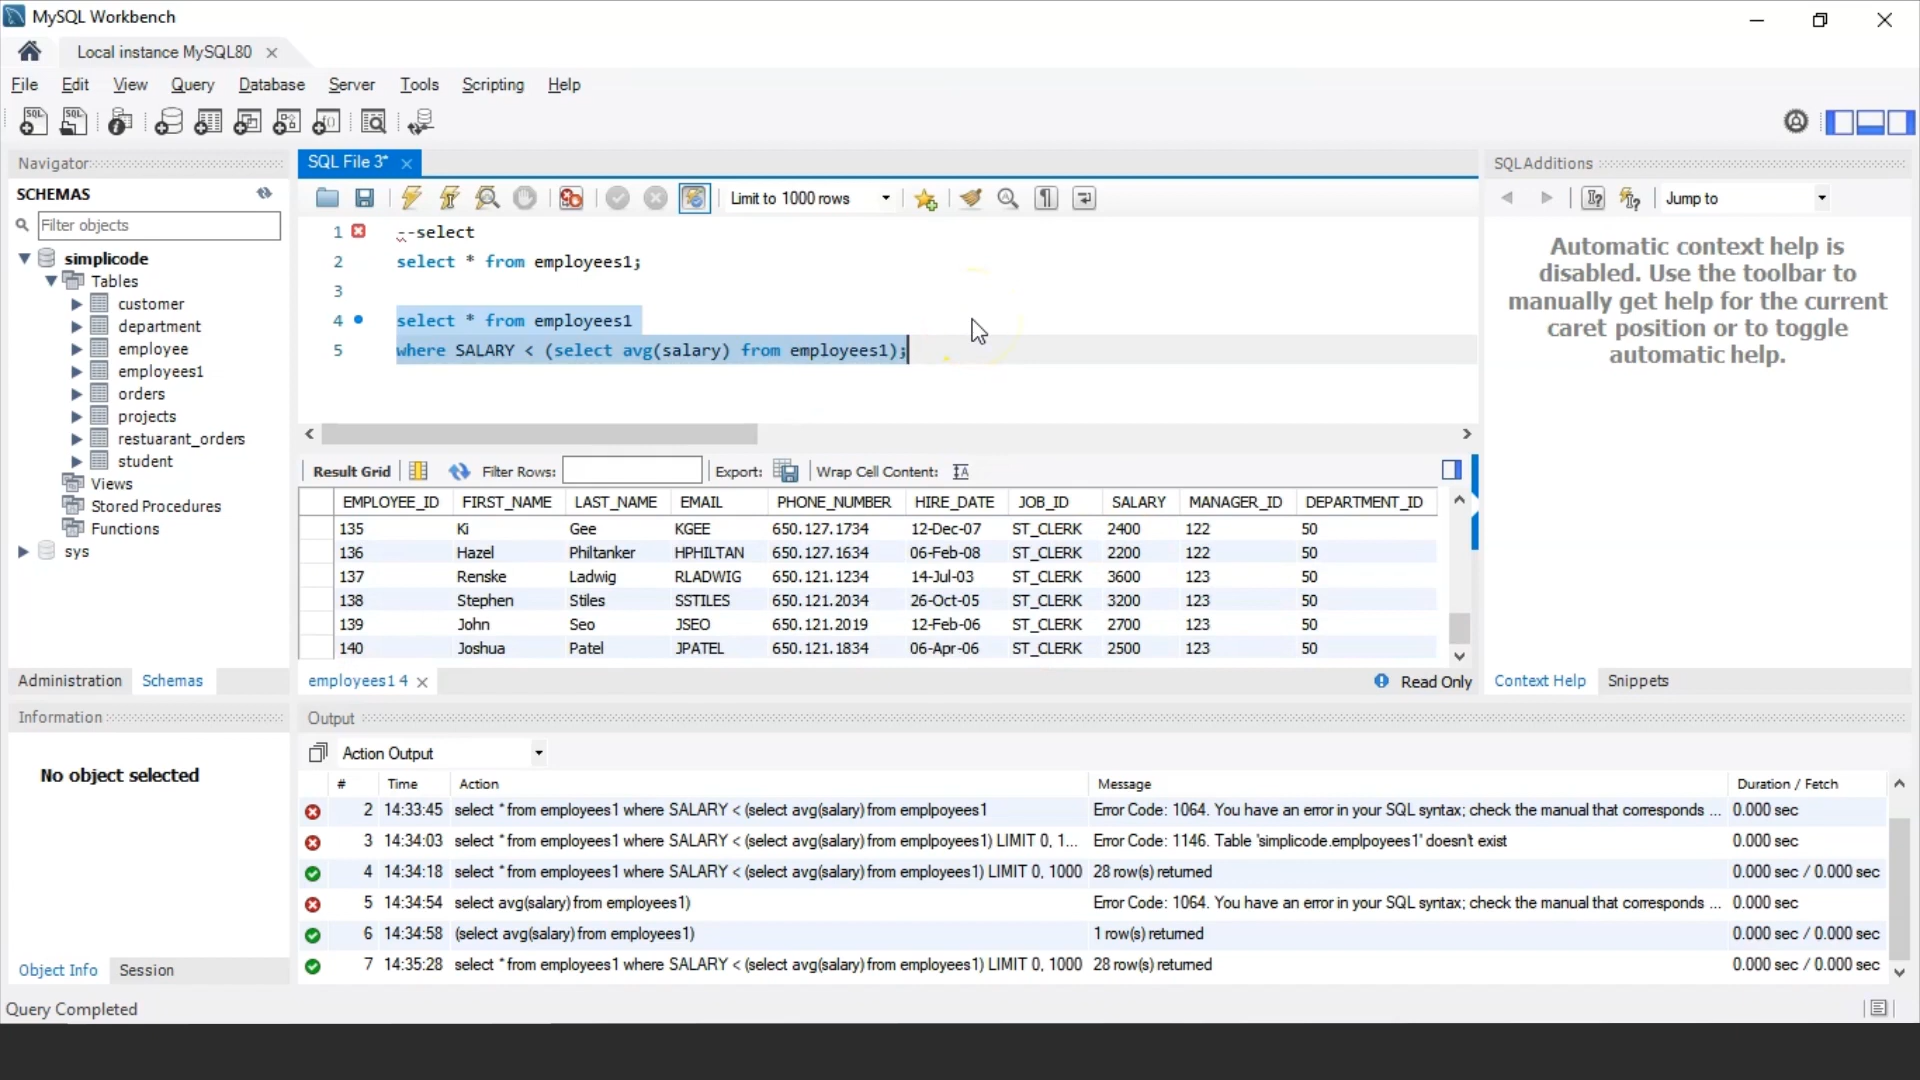 MySQL Workbench
Local instance MySQL80
File Edit View Query Database Server Tools Scripting Help
Navigator
SCHEMAS
Filter objects
simplicode
Tables
customer
department
employee
employees1
orders
projects
restuarant_orders
student
Views
Stored Procedures
Functions
sys
Administration Schemas
Information
No object selected
Object Info Session
Query Completed
SQL File 3*
Limit to 1000 rows
1 --select
2 select * from employees1;
3
4 select * from employees1
5 where SALARY < (select avg(salary) from employees1);
Result Grid Filter Rows: Export: Wrap Cell Content:
EMPLOYEE_ID FIRST_NAME LAST_NAME EMAIL PHONE_NUMBER HIRE_DATE JOB_ID SALARY MANAGER_ID DEPARTMENT_ID
135 Ki Gee KGEE 650.127.1734 12-Dec-07 ST_CLERK 2400 122 50
136 Hazel Philtanker HPHILTAN 650.127.1634 06-Feb-08 ST_CLERK 2200 122 50
137 Renske Ladwig RLADWIG 650.121.1234 14-Jul-03 ST_CLERK 3600 123 50
138 Stephen Stiles SSTILES 650.121.2034 26-Oct-05 ST_CLERK 3200 123 50
139 John Seo JSEO 650.121.2019 12-Feb-06 ST_CLERK 2700 123 50
140 Joshua Patel JPATEL 650.121.1834 06-Apr-06 ST_CLERK 2500 123 50
employees1 4
Read Only
SQLAdditions
Jump to
Automatic context help is
disabled. Use the toolbar to
manually get help for the current
caret position or to toggle
automatic help.
Context Help Snippets
Output
Action Output
# Time Action Message Duration / Fetch
2 14:33:45 select * from employees1 where SALARY < (select avg(salary) from emplpoyees1 Error Code: 1064. You have an error in your SQL syntax; check the manual that corresponds ... 0.000 sec
3 14:34:03 select * from employees1 where SALARY < (select avg(salary) from emplpoyees1) LIMIT 0, 1... Error Code: 1146. Table 'simplicode.emplpoyees1' doesn't exist 0.000 sec
4 14:34:18 select * from employees1 where SALARY < (select avg(salary) from employees1) LIMIT 0, 1000 28 row(s) returned 0.000 sec / 0.000 sec
5 14:34:54 select avg(salary) from employees1) Error Code: 1064. You have an error in your SQL syntax; check the manual that corresponds ... 0.000 sec
6 14:34:58 (select avg(salary) from employees1) 1 row(s) returned 0.000 sec / 0.000 sec
7 14:35:28 select * from employees1 where SALARY < (select avg(salary) from employees1) LIMIT 0, 1000 28 row(s) returned 0.000 sec / 0.000 sec